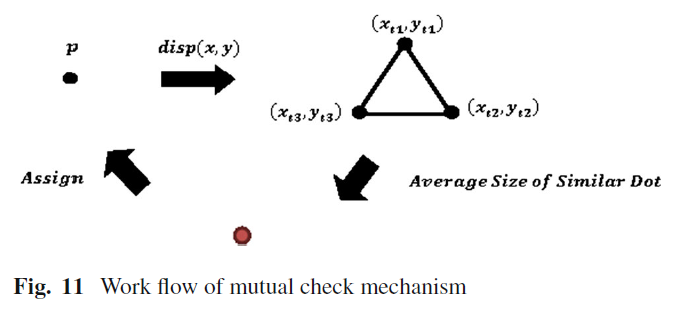 (x_{t1}, y_{t1})
p
disp(x, y)
(x_{t3}, y_{t3})
(x_{t2}, y_{t2})
Assign
Average Size of Similar Dot
Fig. 11 Work flow of mutual check mechanism